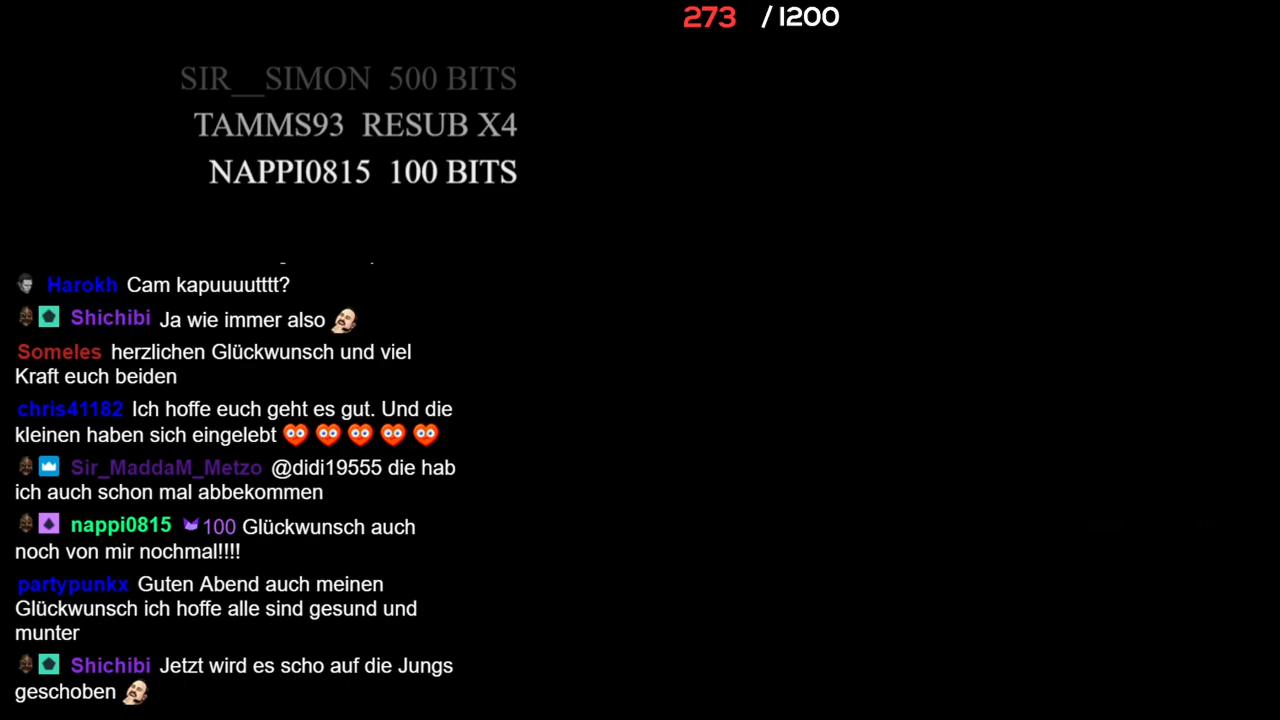 273 /1200
SIR__SIMON 500 BITS
TAMMS93 RESUB X4
NAPPI0815 100 BITS
Harokh Cam kapuuuutttt?
Shichibi Ja wie immer also
Someles herzlichen Glückwunsch und viel
Kraft euch beiden
chris41182 Ich hoffe euch geht es gut. Und die
kleinen haben sich eingelebt
Sir_MaddaM_Metzo @didi19555 die hab
ich auch schon mal abbekommen
nappi0815 100 Glückwunsch auch
noch von mir nochmal!!!!
partypunkx Guten Abend auch meinen
Glückwunsch ich hoffe alle sind gesund und
munter
Shichibi Jetzt wird es scho auf die Jungs
geschoben